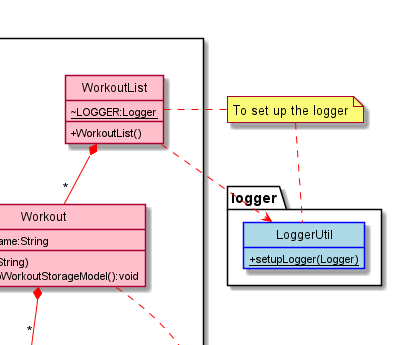 WorkoutList
~LOGGER:Logger
+WorkoutList()
To set up the logger
*
logger
Workout
ame:String
LoggerUtil
+setupLogger(Logger)
String)
WorkoutStorageModel():void
*